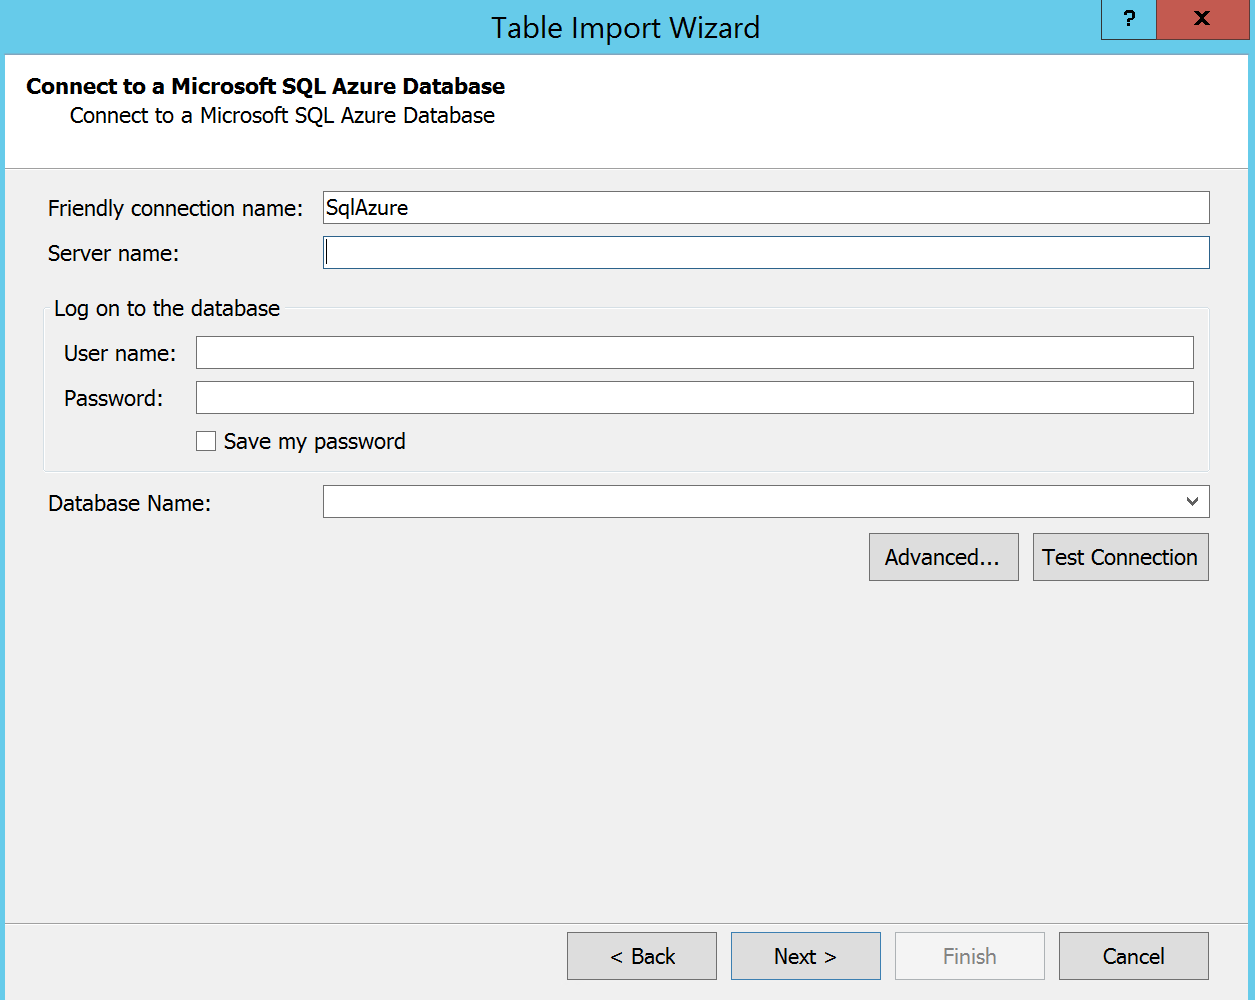 Table Import Wizard
?
x
Connect to a Microsoft SQL Azure Database
Connect to a Microsoft SQL Azure Database
Friendly connection name: SqlAzure
Server name:
Log on to the database
User name:
Password:
Save my password
Database Name:
Advanced... Test Connection
< Back Next > Finish Cancel